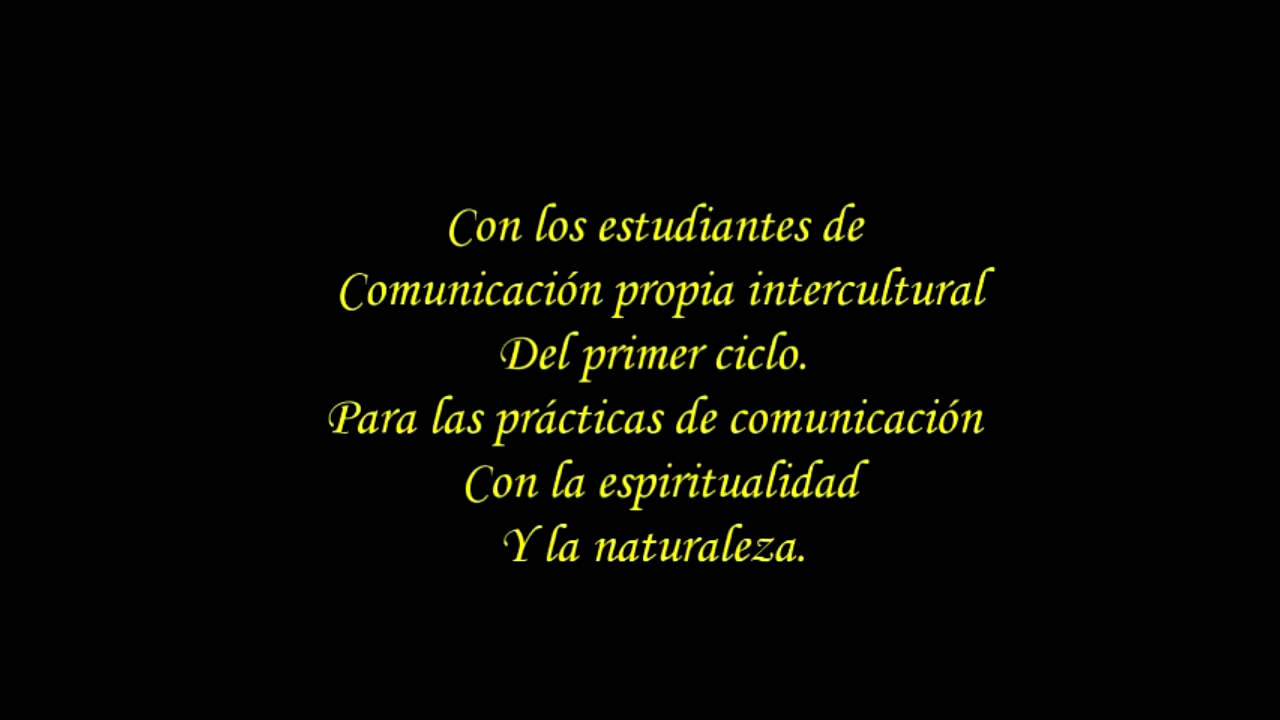 Con los estudiantes de
Comunicación propia intercultural
Del primer ciclo.
Para las prácticas de comunicación
Con la espiritualidad
Y la naturaleza.